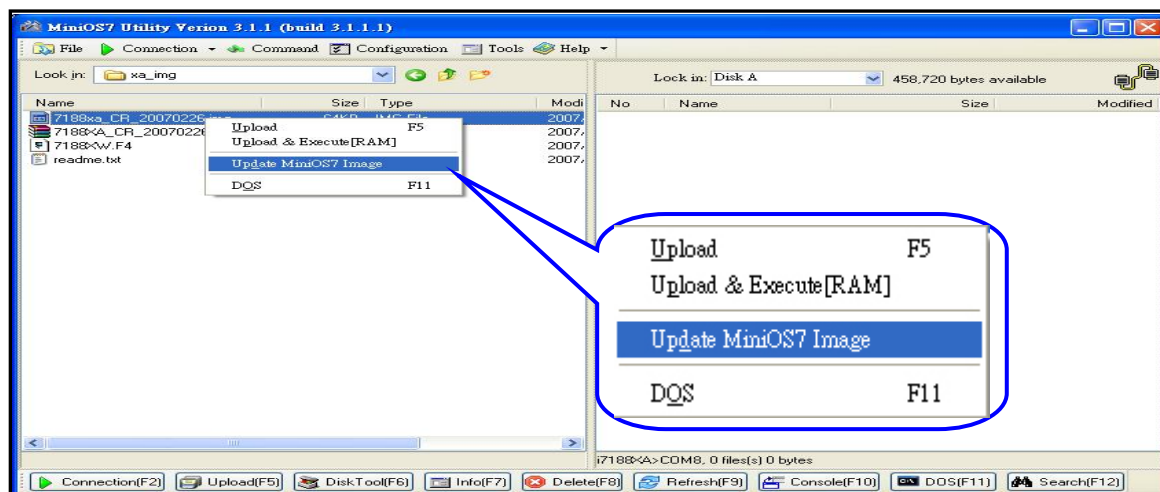 MiniOS7 Utility Verion 3.1.1 (build 3.1.1.1)
File Connection Command Configuration Tools Help
Look in: xa_img
Lock in: Disk A 458,720 bytes available
Name Size Type Modi
No Name Size Modified
7188xa_CR_20070226.img 64KB IMG File 2007/
7188XA_CR_20070226 2007/
7188XW.F4 2007/
readme.txt 2007/
Upload F5
Upload & Execute[RAM]
Update MiniOS7 Image
DOS F11
Upload F5
Upload & Execute[RAM]
Update MiniOS7 Image
DOS F11
i7188XA>COM8, 0 files(s) 0 bytes
Connection(F2) Upload(F5) DiskTool(F6) Info(F7) Delete(F8) Refresh(F9) Console(F10) DOS(F11) Search(F12)